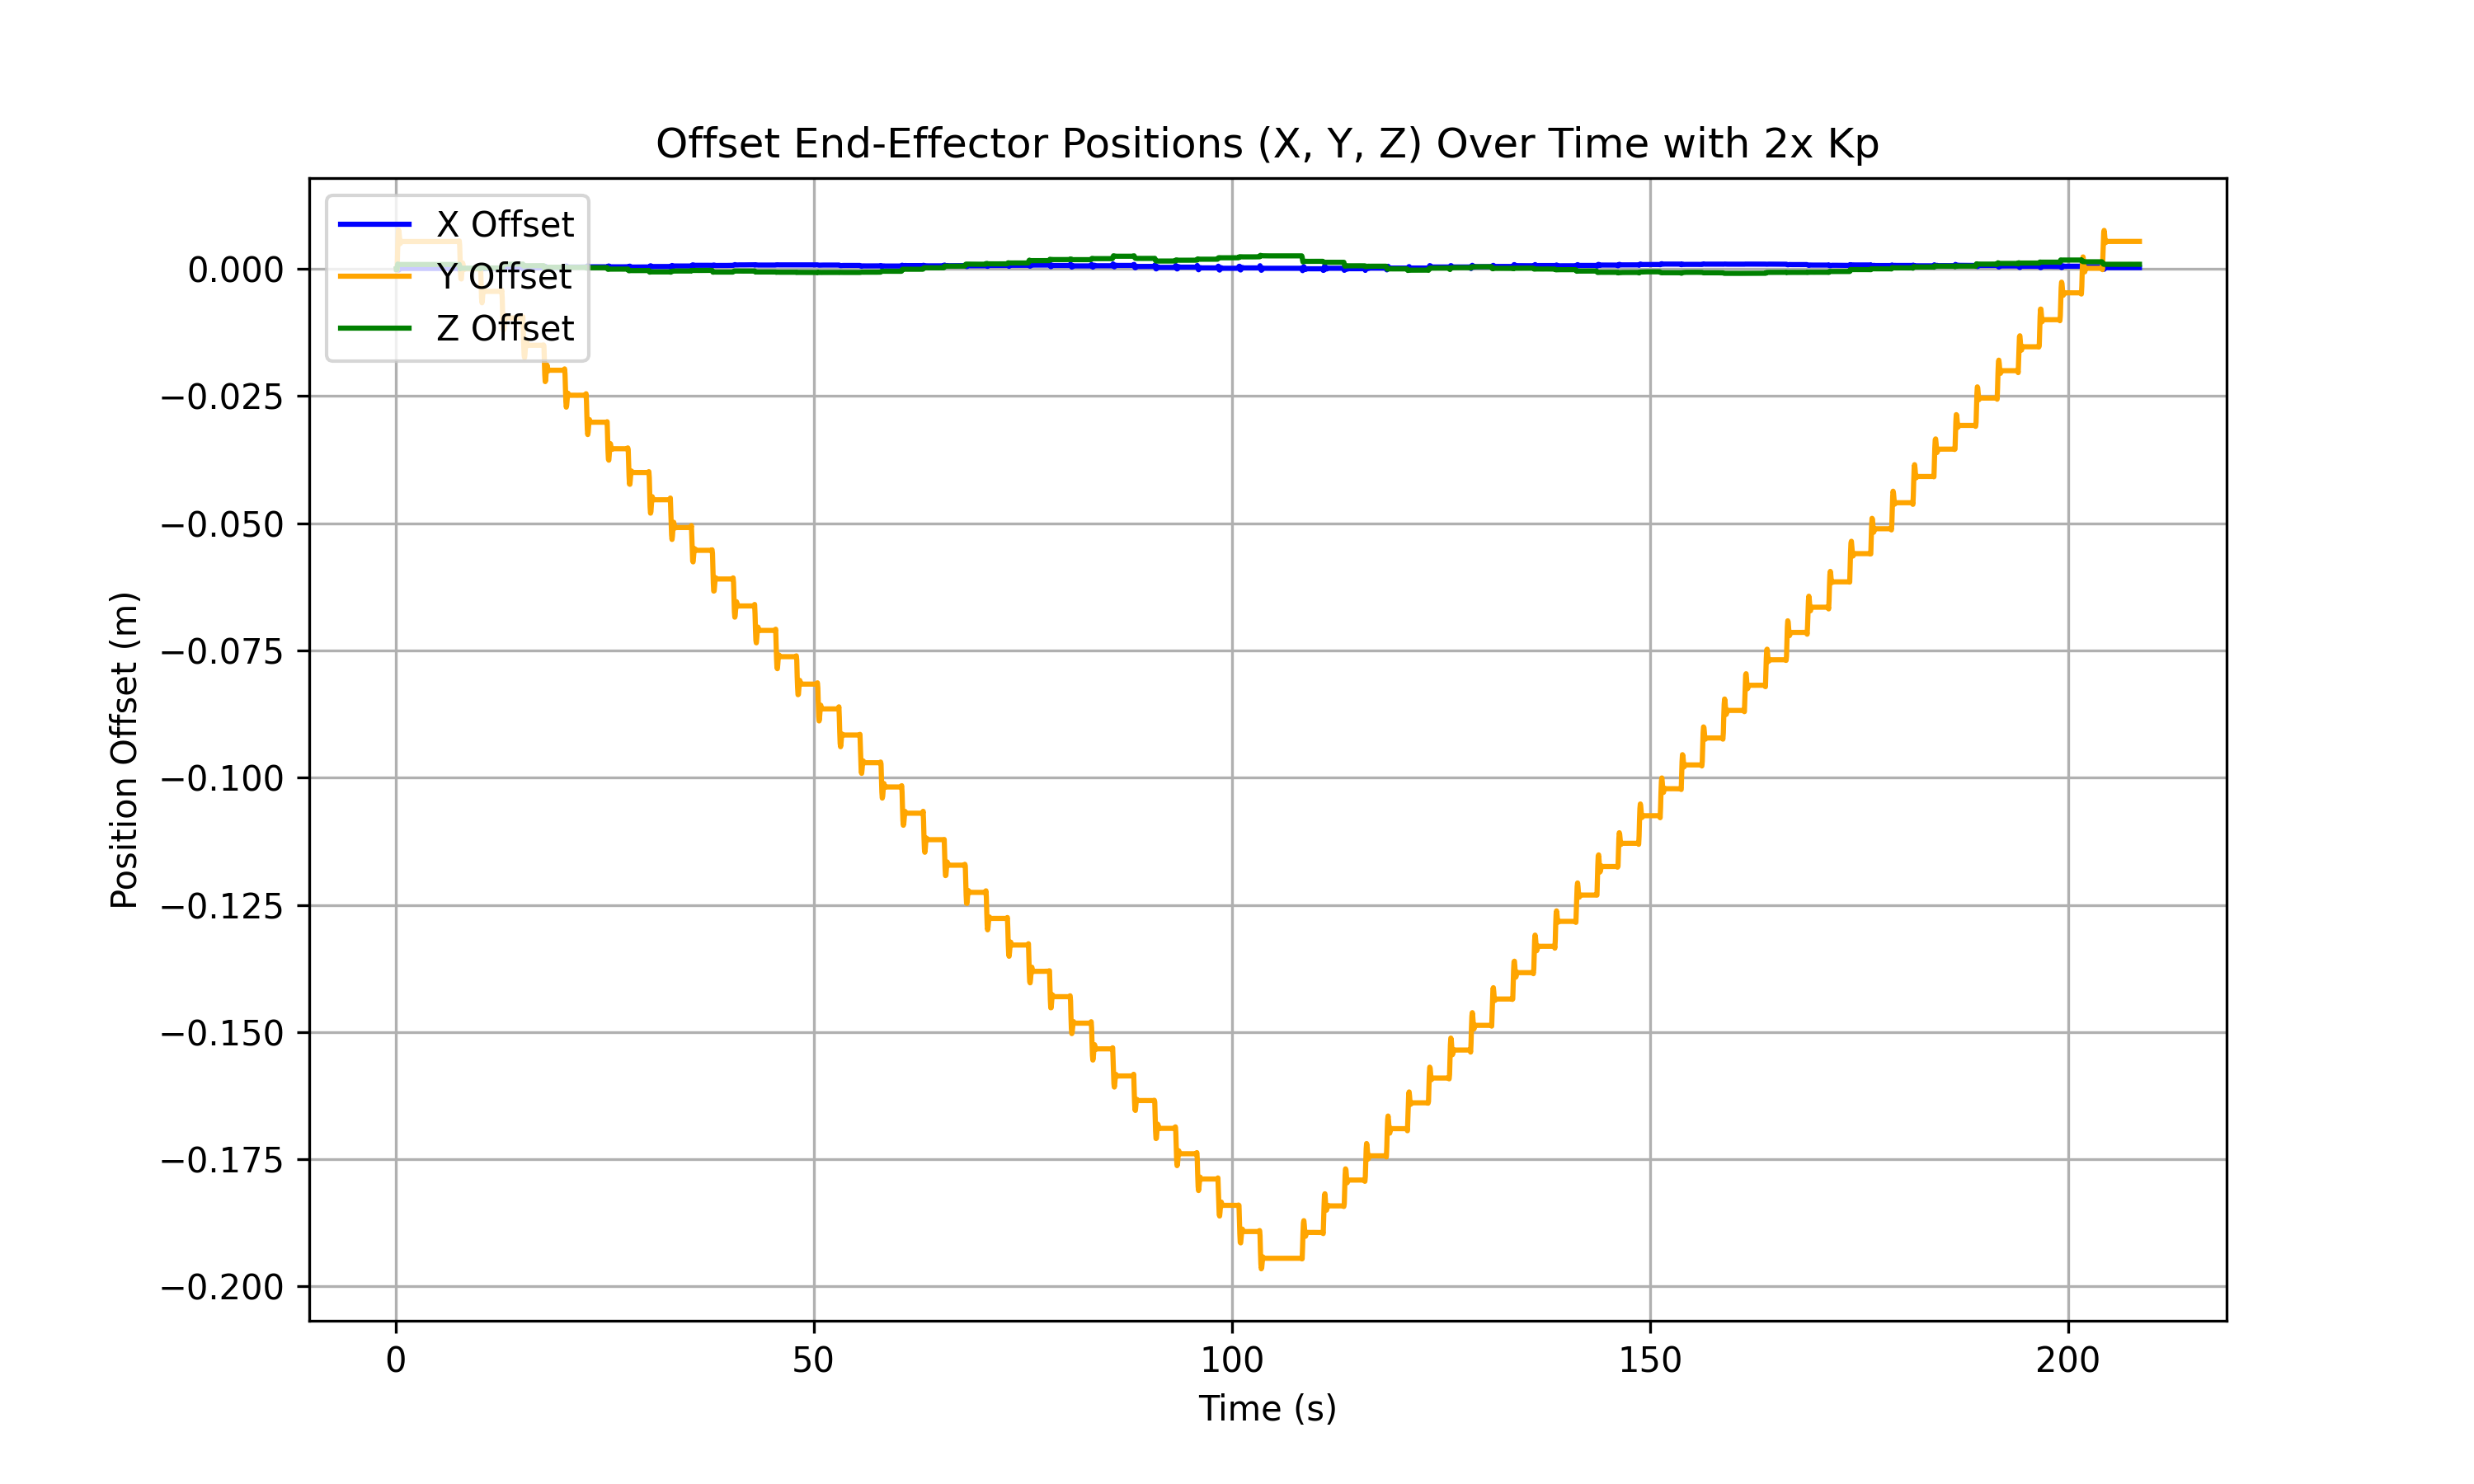 Offset End-Effector Positions (X, Y, Z) Over Time with 2x Kp
X Offset
Y Offset
Z Offset
0.000
−0.025
−0.050
−0.075
−0.100
−0.125
−0.150
−0.175
−0.200
Position Offset (m)
0 50 100 150 200
Time (s)